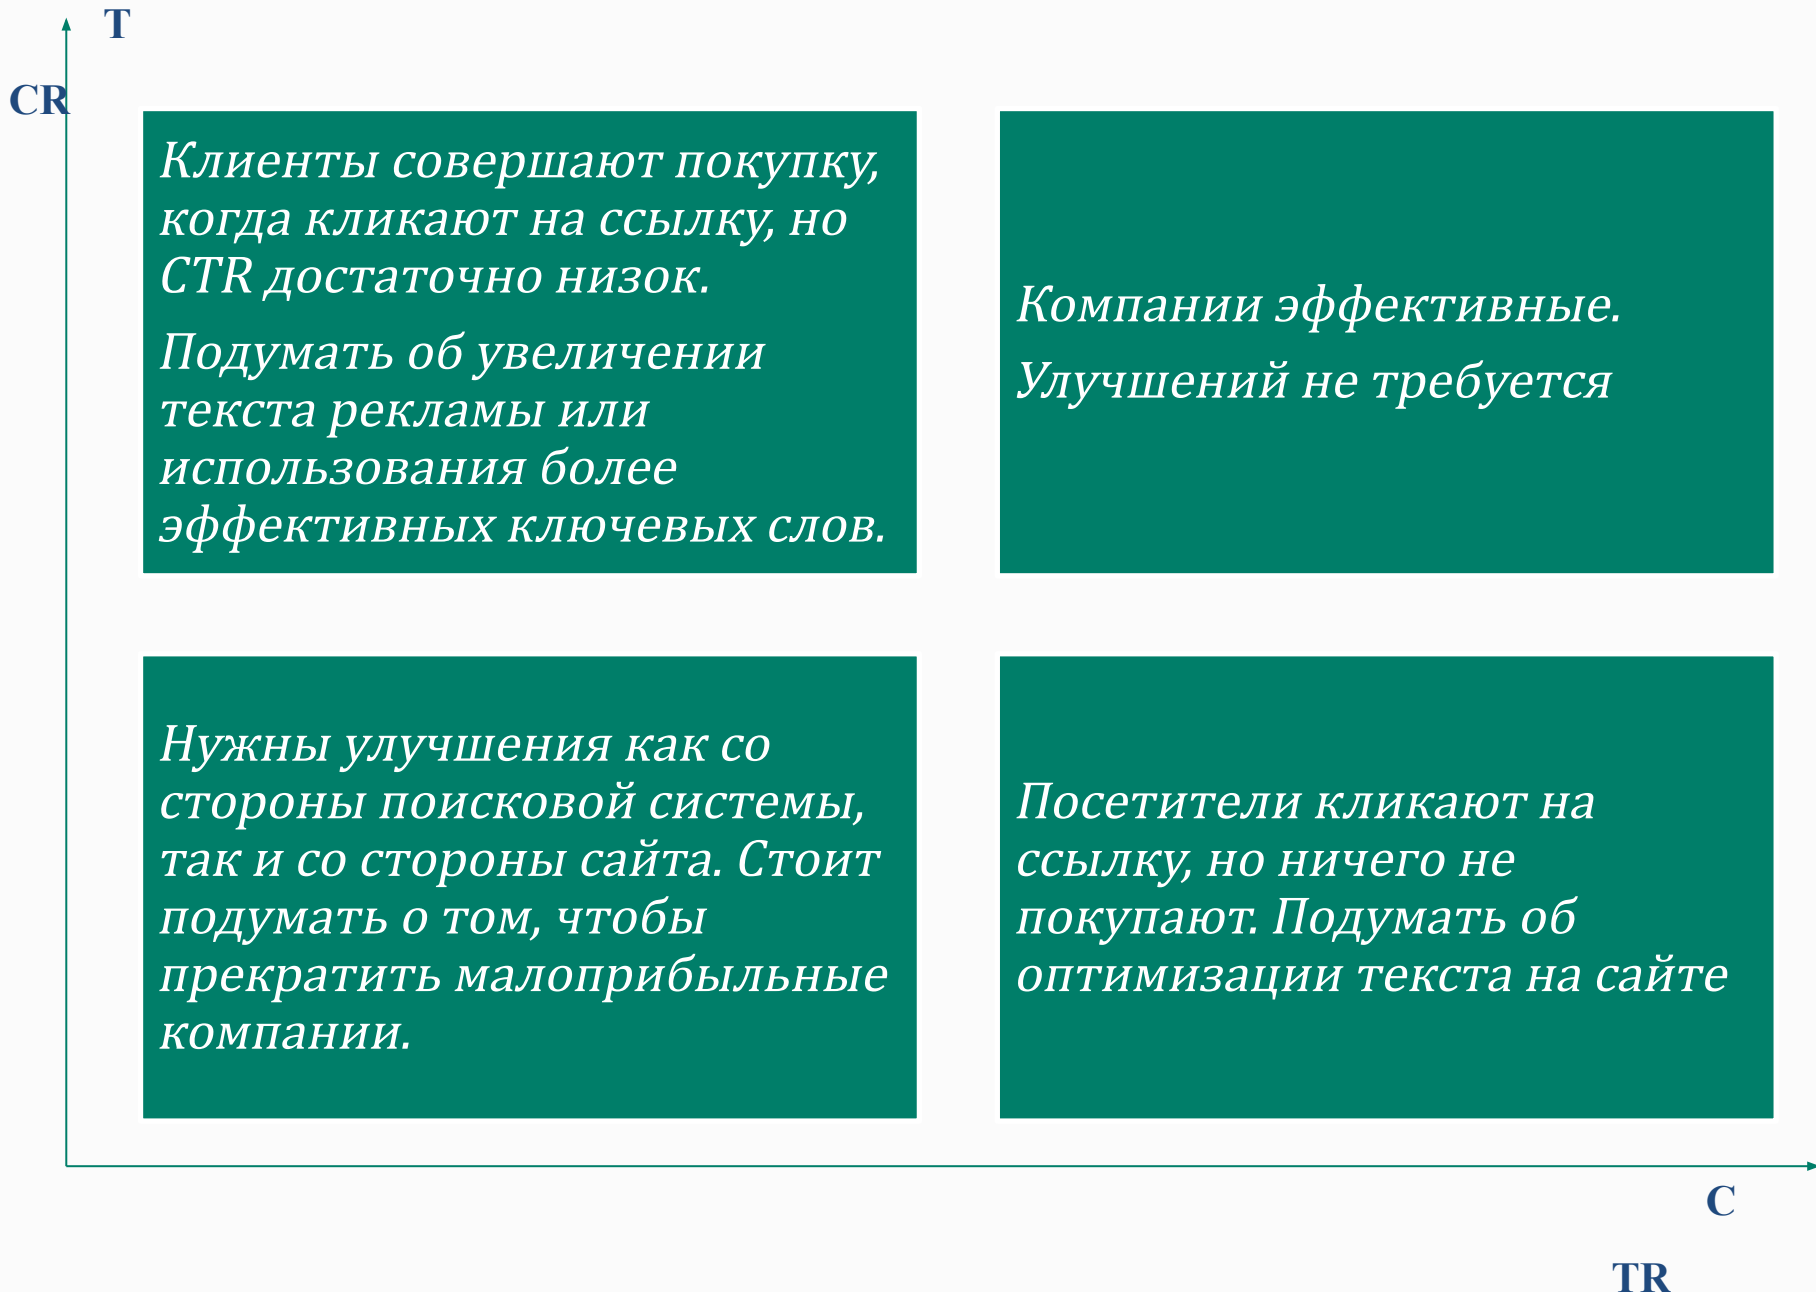 T
CR
Клиенты совершают покупку,
когда кликают на ссылку, но
CTR достаточно низок.
Подумать об увеличении
текста рекламы или
использования более
эффективных ключевых слов.
Компании эффективные.
Улучшений не требуется
Нужны улучшения как со
стороны поисковой системы,
так и со стороны сайта. Стоит
подумать о том, чтобы
прекратить малоприбыльные
компании.
Посетители кликают на
ссылку, но ничего не
покупают. Подумать об
оптимизации текста на сайте
C
TR